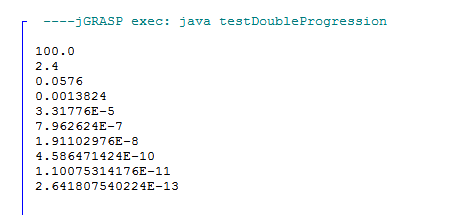 ----jGRASP exec: java testDoubleProgression
100.0
2.4
0.0576
0.0013824
3.31776E-5
7.962624E-7
1.91102976E-8
4.586471424E-10
1.10075314176E-11
2.641807540224E-13